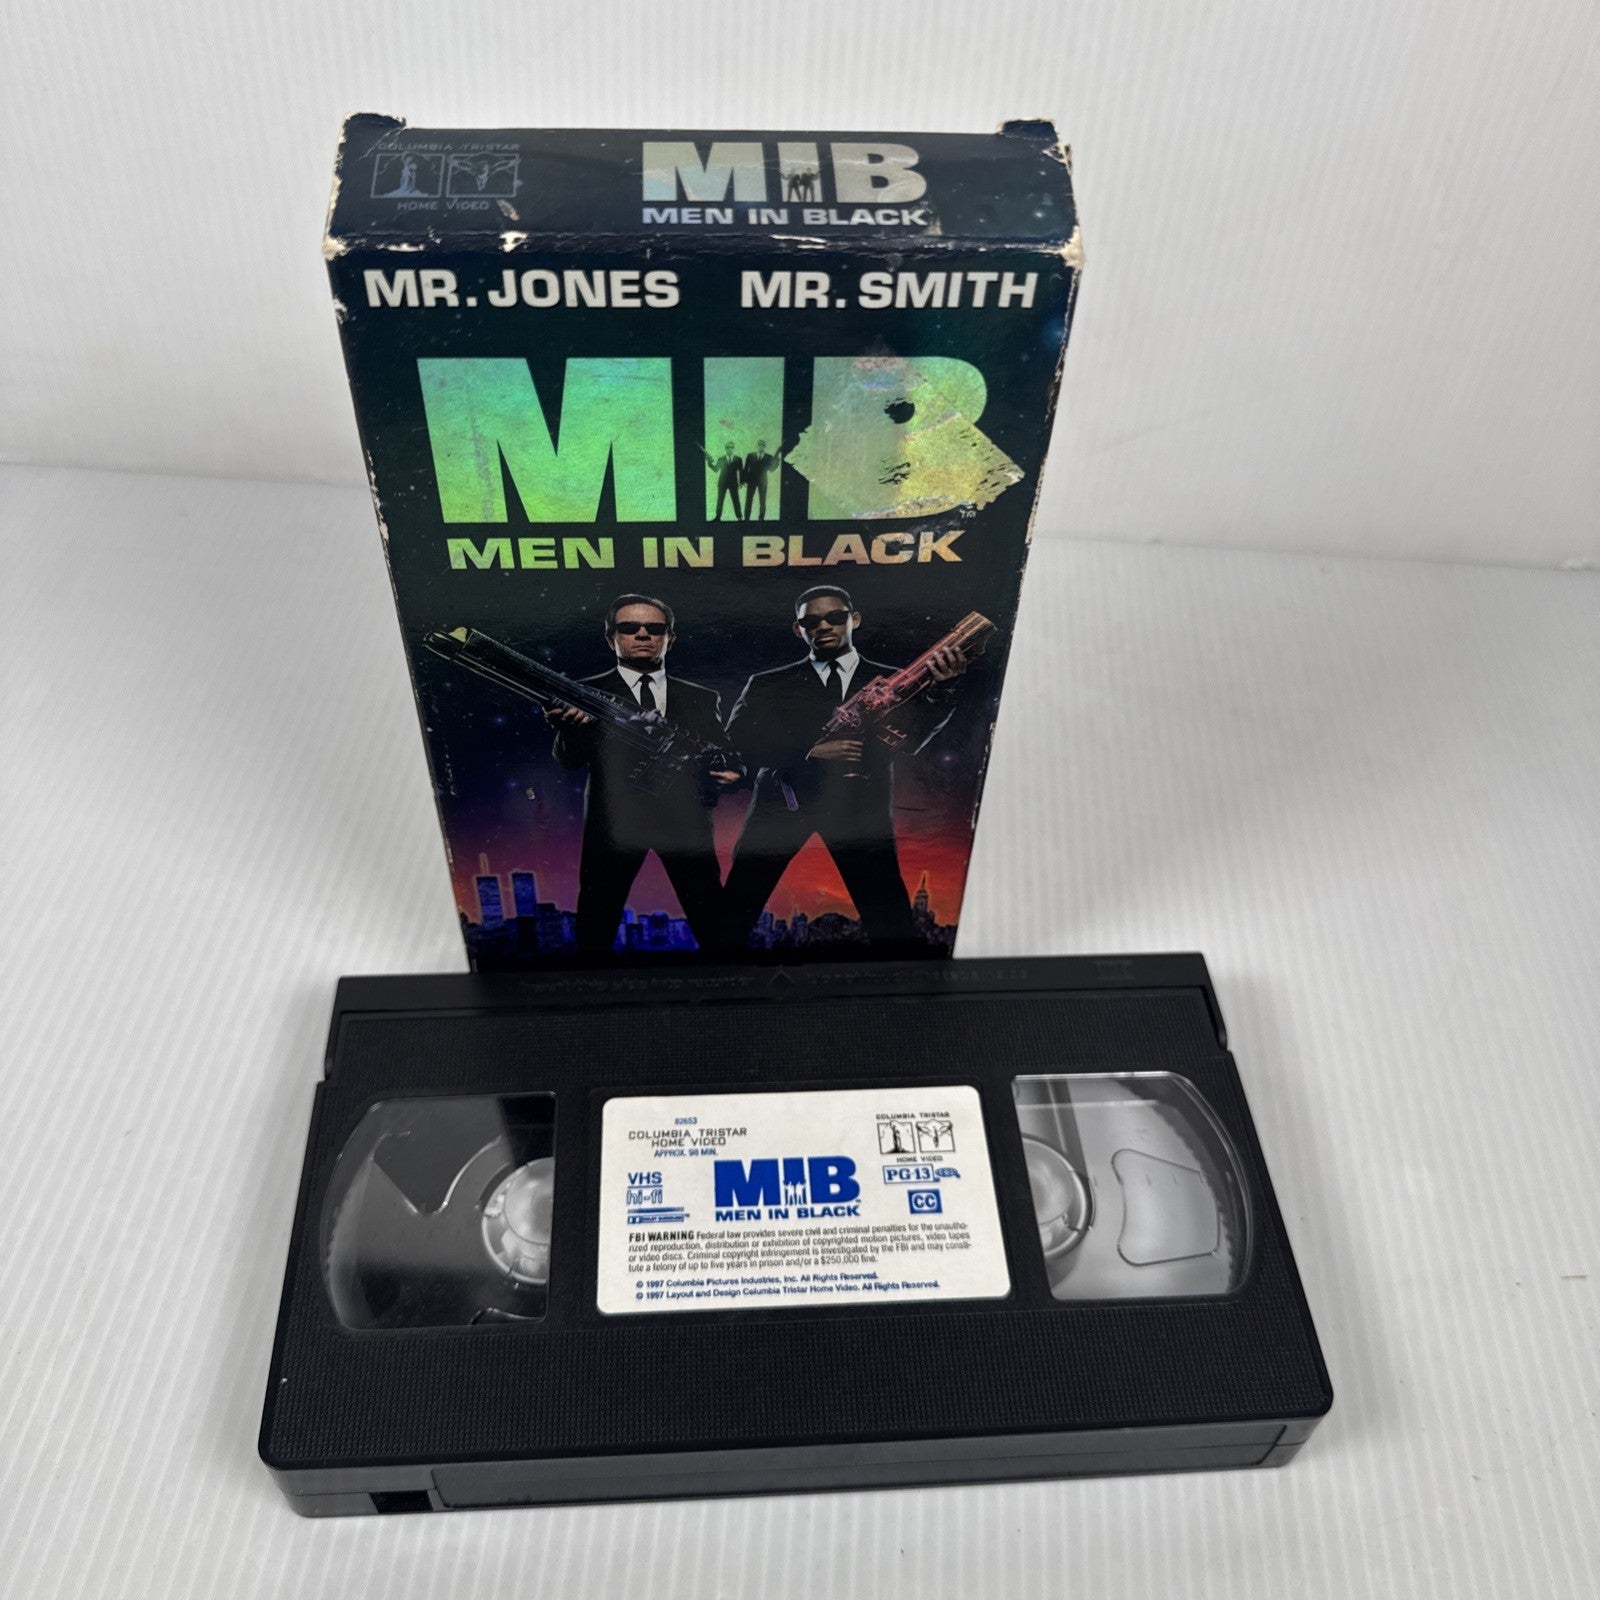 COLUMBIA TRISTAR
HOME VIDEO
MIB
MEN IN BLACK
MR. JONES MR. SMITH
MIB
TM
MEN IN BLACK
82653
COLUMBIA TRISTAR
HOME VIDEO
APPROX. 98 MIN.
VHS
hi-fi
DOLBY SURROUND
MIB
MEN IN BLACK
COLUMBIA TRISTAR
HOME VIDEO
PG-13
CC
FBI WARNING Federal law provides severe civil and criminal penalties for the unautho-
rized reproduction, distribution or exhibition of copyrighted motion pictures, video tapes
or video discs. Criminal copyright infringement is investigated by the FBI and may consti-
tute a felony of up to five years in prison and/or a $250,000 fine.
© 1997 Columbia Pictures Industries, Inc. All Rights Reserved.
© 1997 Layout and Design Columbia Tristar Home Video. All Rights Reserved.